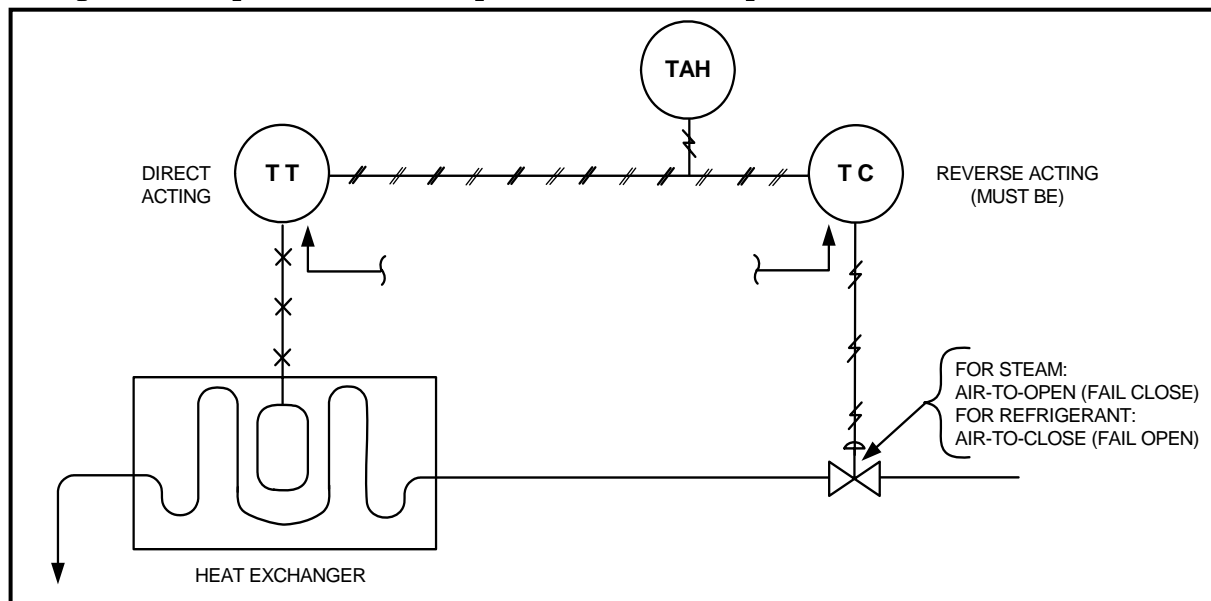 TAH
DIRECT
ACTING
T T
T C
REVERSE ACTING
(MUST BE)
FOR STEAM:
AIR-TO-OPEN (FAIL CLOSE)
FOR REFRIGERANT:
AIR-TO-CLOSE (FAIL OPEN)
HEAT EXCHANGER